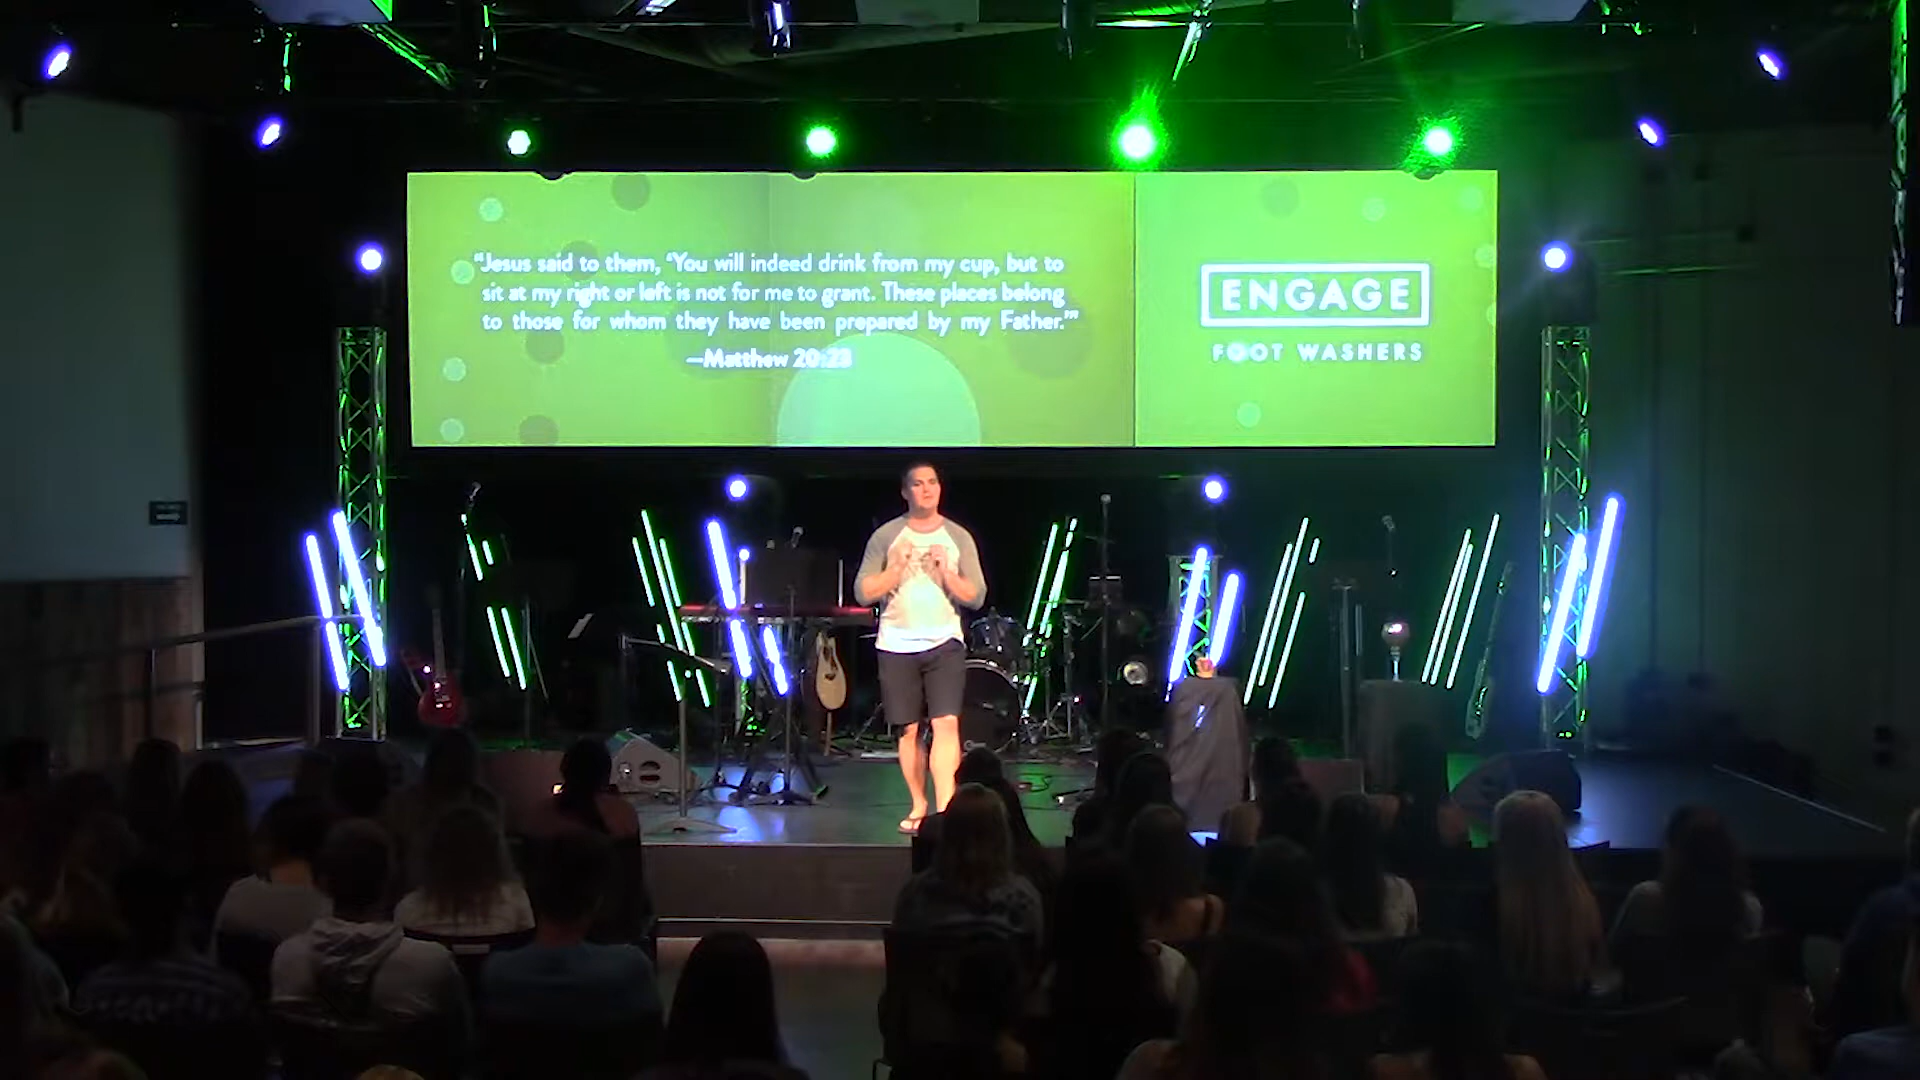 "Jesus said to them, 'You will indeed drink from my cup, but to
sit at my right or left is not for me to grant. These places belong
to those for whom they have been prepared by my Father.'"
—Matthew 20:23
ENGAGE
FOOT WASHERS